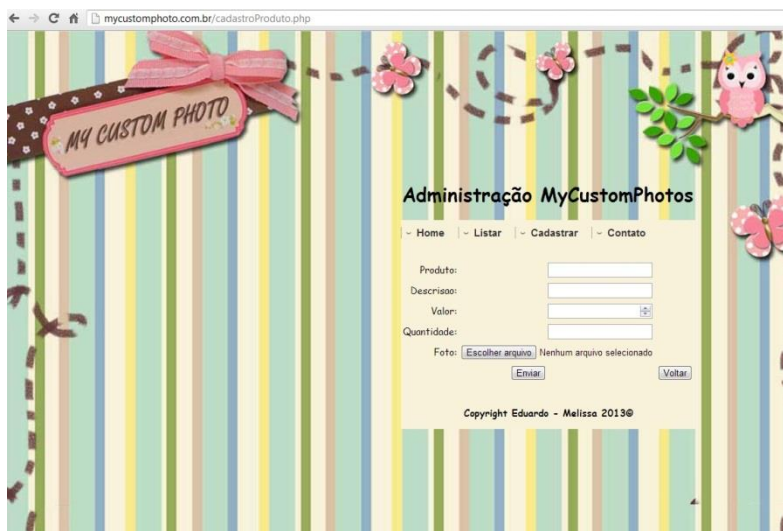 mycustomphoto.com.br/cadastroProduto.php
MY CUSTOM PHOTO
Administração MyCustomPhotos
Home Listar Cadastrar Contato
Produto:
Descrisao:
Valor:
Quantidade:
Foto: Escolher arquivo Nenhum arquivo selecionado
Enviar Voltar
Copyright Eduardo - Melissa 2013©